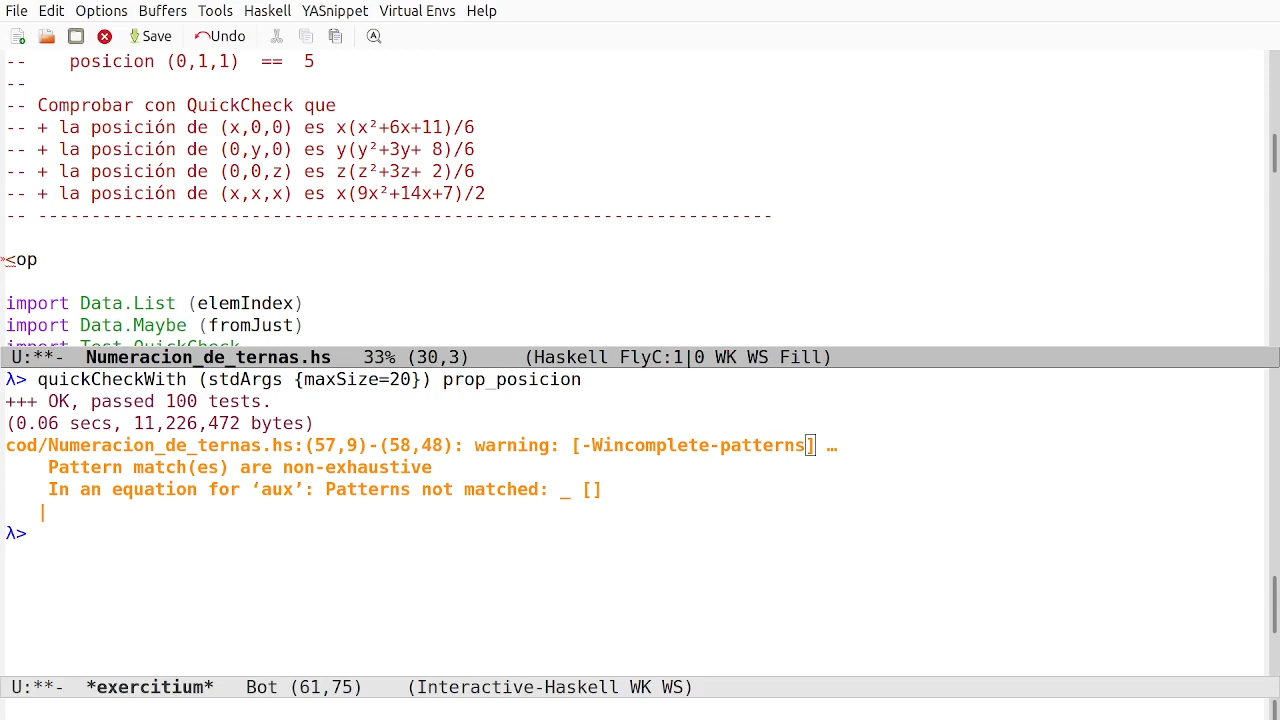 File Edit Options Buffers Tools Haskell YASnippet Virtual Envs Help
Save Undo
--    posicion (0,1,1)  ==  5
--
-- Comprobar con QuickCheck que
-- + la posición de (x,0,0) es x(x²+6x+11)/6
-- + la posición de (0,y,0) es y(y²+3y+ 8)/6
-- + la posición de (0,0,z) es z(z²+3z+ 2)/6
-- + la posición de (x,x,x) es x(9x²+14x+7)/2
-- ---------------------------------------------------------------------
<op
import Data.List (elemIndex)
import Data.Maybe (fromJust)
import Test.QuickCheck
U:**-  Numeracion_de_ternas.hs   33% (30,3)     (Haskell FlyC:1|0 WK WS Fill)
λ> quickCheckWith (stdArgs {maxSize=20}) prop_posicion
+++ OK, passed 100 tests.
(0.06 secs, 11,226,472 bytes)
cod/Numeracion_de_ternas.hs:(57,9)-(58,48): warning: [-Wincomplete-patterns] …
    Pattern match(es) are non-exhaustive
    In an equation for ‘aux’: Patterns not matched: _ []
   |
λ>
U:**-  *exercitium*   Bot (61,75)    (Interactive-Haskell WK WS)